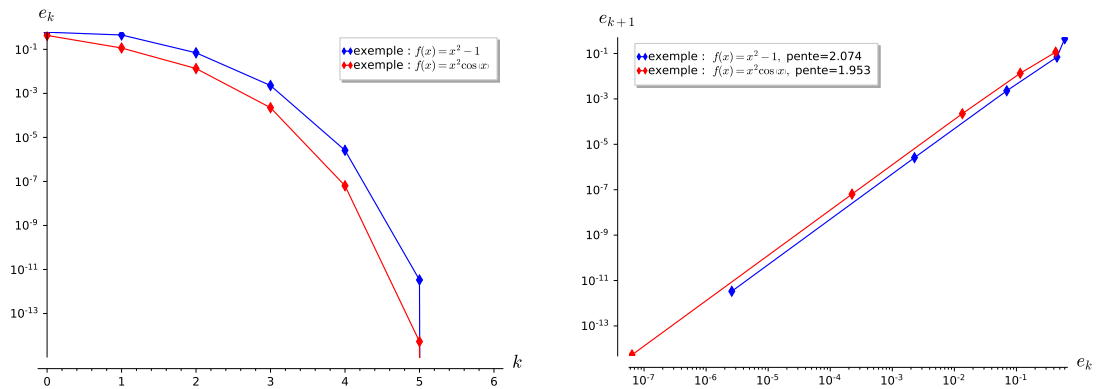 e_k
10^-1
10^-3
10^-5
10^-7
10^-9
10^-11
10^-13
exemple : f(x) = x^2 − 1
exemple : f(x) = x^2 cos x
0 1 2 3 4 5 6
k
e_{k+1}
10^-1
10^-3
10^-5
10^-7
10^-9
10^-11
10^-13
exemple : f(x) = x^2 − 1, pente=2.074
exemple : f(x) = x^2 cos x, pente=1.953
10^-7 10^-6 10^-5 10^-4 10^-3 10^-2 10^-1
e_k